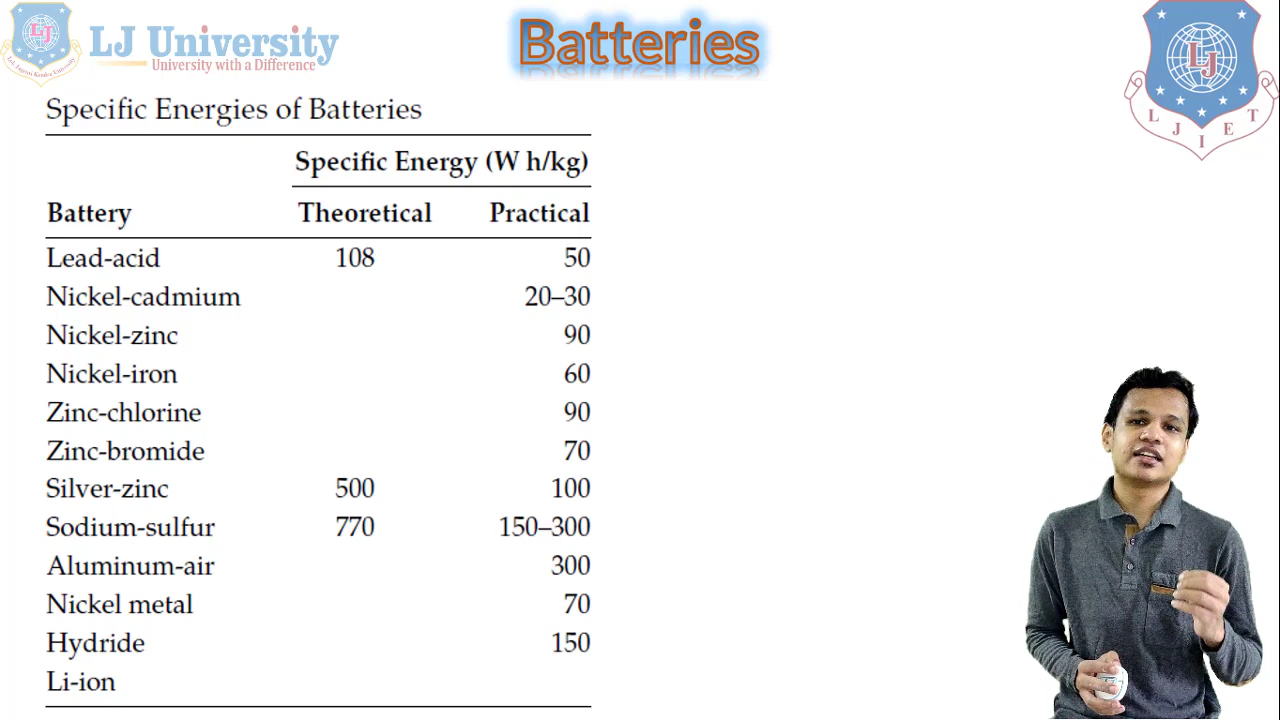 LJ University
University with a Difference
Batteries
Specific Energies of Batteries
Specific Energy (W h/kg)
Battery Theoretical Practical
Lead-acid 108 50
Nickel-cadmium 20–30
Nickel-zinc 90
Nickel-iron 60
Zinc-chlorine 90
Zinc-bromide 70
Silver-zinc 500 100
Sodium-sulfur 770 150–300
Aluminum-air 300
Nickel metal 70
Hydride 150
Li-ion
LJ
L J I E T
LJ